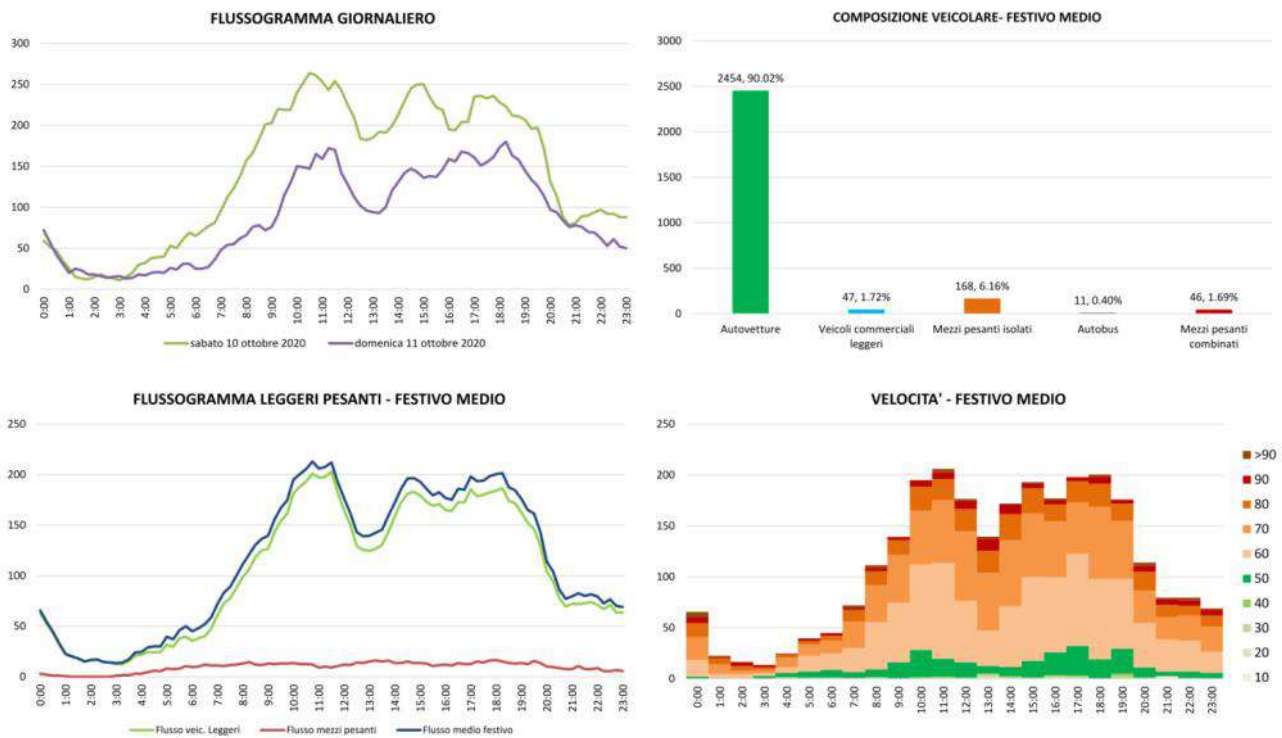 FLUSSOGRAMMA GIORNALIERO
300
250
200
150
100
50
0
0:00 1:00 2:00 3:00 4:00 5:00 6:00 7:00 8:00 9:00 10:00 11:00 12:00 13:00 14:00 15:00 16:00 17:00 18:00 19:00 20:00 21:00 22:00 23:00
sabato 10 ottobre 2020 domenica 11 ottobre 2020
COMPOSIZIONE VEICOLARE- FESTIVO MEDIO
3000
2500
2000
1500
1000
500
0
2454, 90.02%
47, 1.72%
168, 6.16%
11, 0.40%
46, 1.69%
Autovetture
Veicoli commerciali
leggeri
Mezzi pesanti isolati
Autobus
Mezzi pesanti
combinati
FLUSSOGRAMMA LEGGERI PESANTI - FESTIVO MEDIO
250
200
150
100
50
0
0:00 1:00 2:00 3:00 4:00 5:00 6:00 7:00 8:00 9:00 10:00 11:00 12:00 13:00 14:00 15:00 16:00 17:00 18:00 19:00 20:00 21:00 22:00 23:00
Flusso veic. Leggeri Flusso mezzi pesanti Flusso medio festivo
VELOCITA' - FESTIVO MEDIO
250
200
150
100
50
0
0:00 1:00 2:00 3:00 4:00 5:00 6:00 7:00 8:00 9:00 10:00 11:00 12:00 13:00 14:00 15:00 16:00 17:00 18:00 19:00 20:00 21:00 22:00 23:00
>90
90
80
70
60
50
40
30
20
10